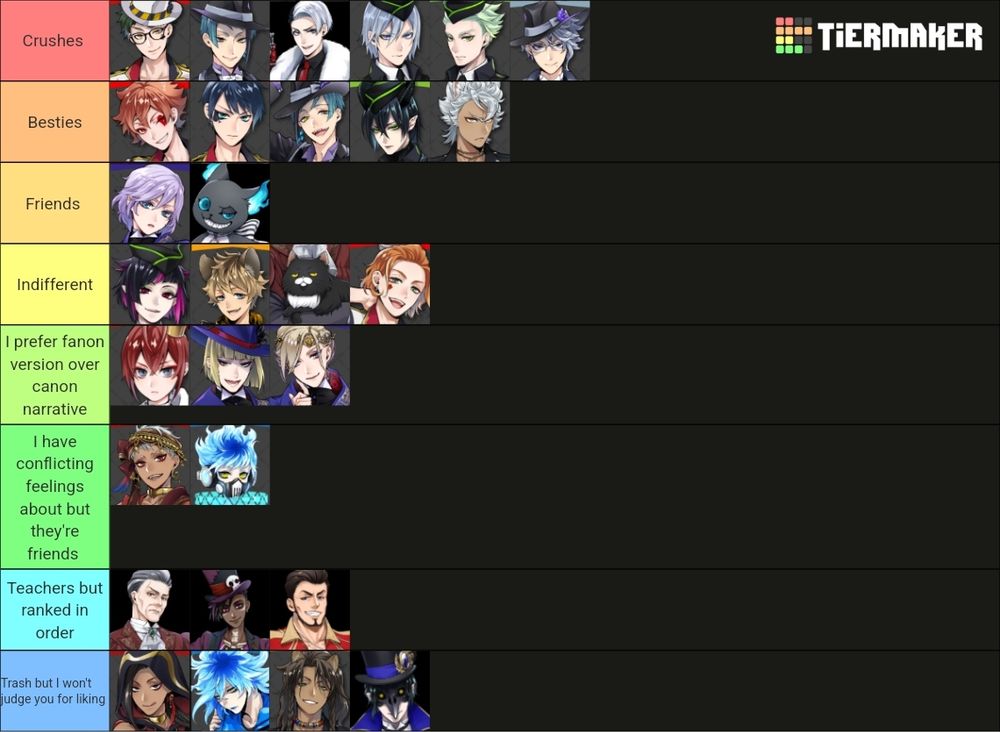 Crushes
TiERMAKER
Besties
Friends
Indifferent
I prefer fanon
version over
canon
narrative
I have
conflicting
feelings
about but
they're
friends
Teachers but
ranked in
order
Trash but I won't
judge you for liking